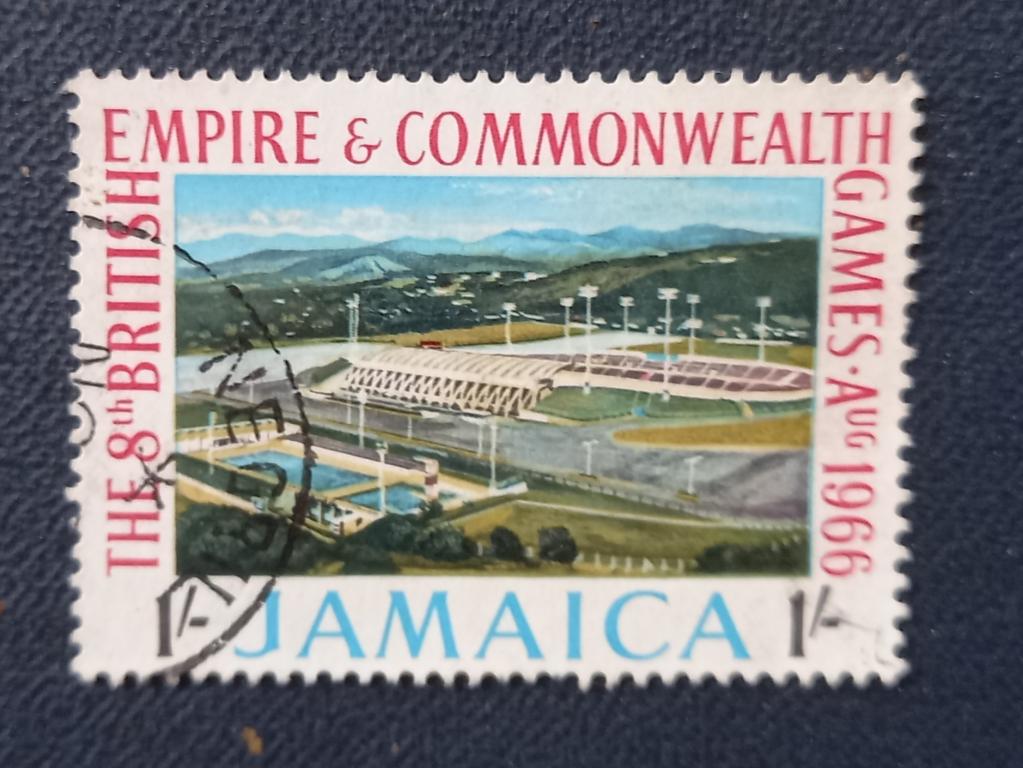 THE 8th BRITISH
EMPIRE & COMMONWEALTH
GAMES · AUG 1966
1/- JAMAICA 1/-